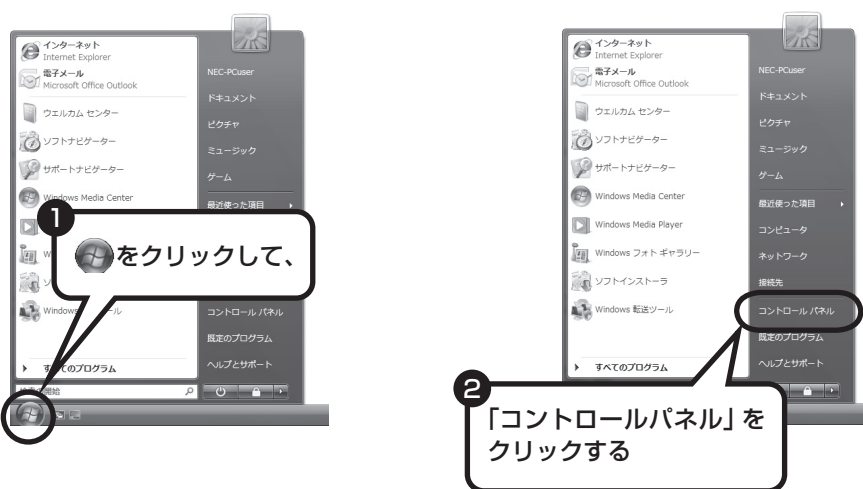 インターネット
Internet Explorer
電子メール
Microsoft Office Outlook
ウェルカム センター
ソフトナビゲーター
サポートナビゲーター
Windows Media Center
すべてのプログラム
NEC-PCuser
ドキュメント
ピクチャ
ミュージック
ゲーム
最近使った項目
コントロール パネル
既定のプログラム
ヘルプとサポート
1
をクリックして、
インターネット
Internet Explorer
電子メール
Microsoft Office Outlook
ウェルカム センター
ソフトナビゲーター
サポートナビゲーター
Windows Media Center
Windows Media Player
Windows フォト ギャラリー
ソフトインストーラ
Windows 転送ツール
すべてのプログラム
NEC-PCuser
ドキュメント
ピクチャ
ミュージック
ゲーム
最近使った項目
コンピュータ
ネットワーク
接続先
コントロール パネル
既定のプログラム
ヘルプとサポート
2
「コントロールパネル」を
クリックする